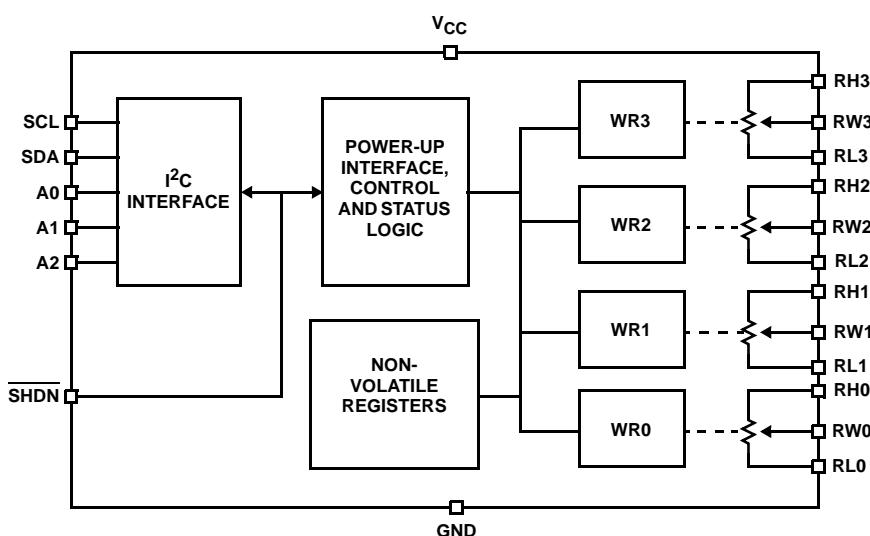 VCC
SCL
SDA
A0
A1
A2
SHDN
I2C
INTERFACE
POWER-UP
INTERFACE,
CONTROL
AND STATUS
LOGIC
NON-
VOLATILE
REGISTERS
WR3
WR2
WR1
WR0
RH3
RW3
RL3
RH2
RW2
RL2
RH1
RW1
RL1
RH0
RW0
RL0
GND